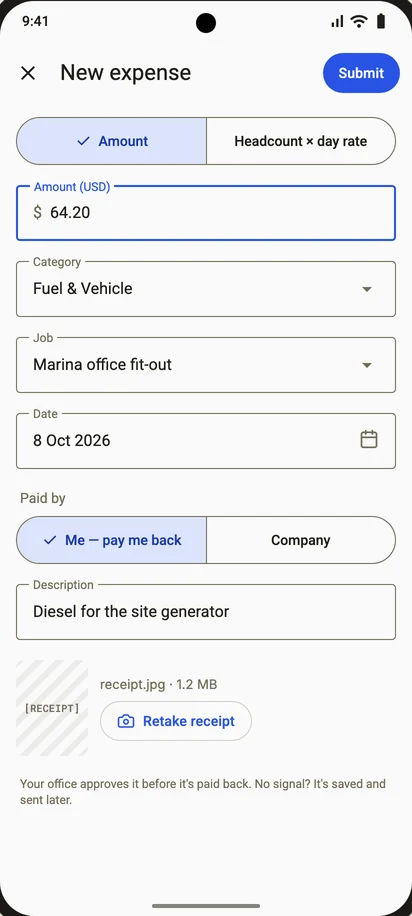 9:41
New expense
Submit
Amount
Headcount × day rate
Amount (USD)
$ 64.20
Category
Fuel & Vehicle
Job
Marina office fit-out
Date
8 Oct 2026
Paid by
Me — pay me back
Company
Description
Diesel for the site generator
[RECEIPT]
receipt.jpg · 1.2 MB
Retake receipt
Your office approves it before it's paid back. No signal? It's saved and
sent later.